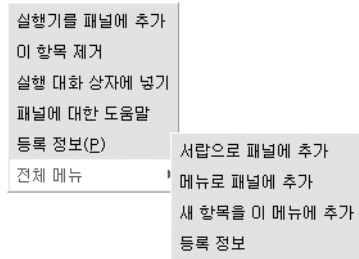 실행기를 패널에 추가
이 항목 제거
실행 대화 상자에 넣기
패널에 대한 도움말
등록 정보(P)
전체 메뉴
서랍으로 패널에 추가
메뉴로 패널에 추가
새 항목을 이 메뉴에 추가
등록 정보